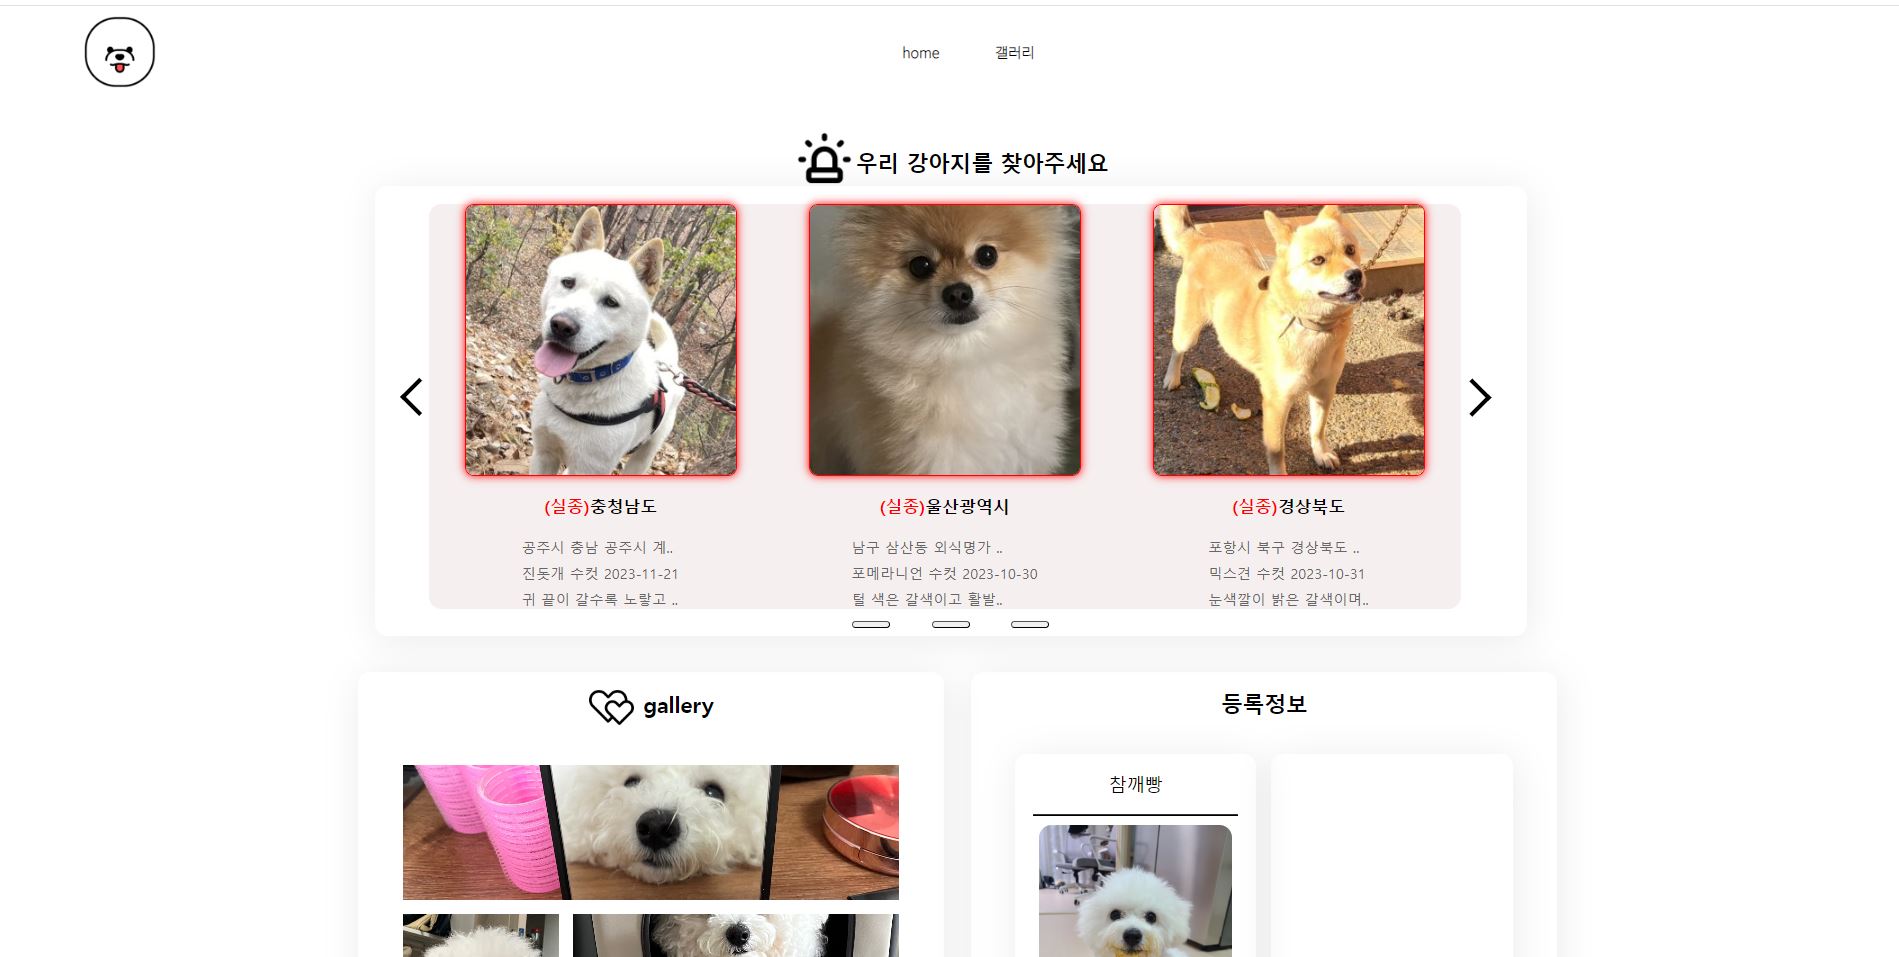 home
갤러리
우리 강아지를 찾아주세요
(실종)충청남도
공주시 충남 공주시 계..
진돗개 수컷 2023-11-21
귀 끝이 갈수록 노랗고 ..
(실종)울산광역시
남구 삼산동 외식명가 ..
포메라니언 수컷 2023-10-30
털 색은 갈색이고 활발..
(실종)경상북도
포항시 북구 경상북도 ..
믹스견 수컷 2023-10-31
눈색깔이 밝은 갈색이며..
gallery
등록정보
참깨빵